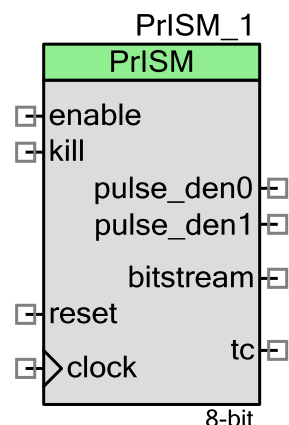 PrISM_1
PrISM
enable
kill
pulse_den0
pulse_den1
bitstream
reset
tc
clock
8-bit